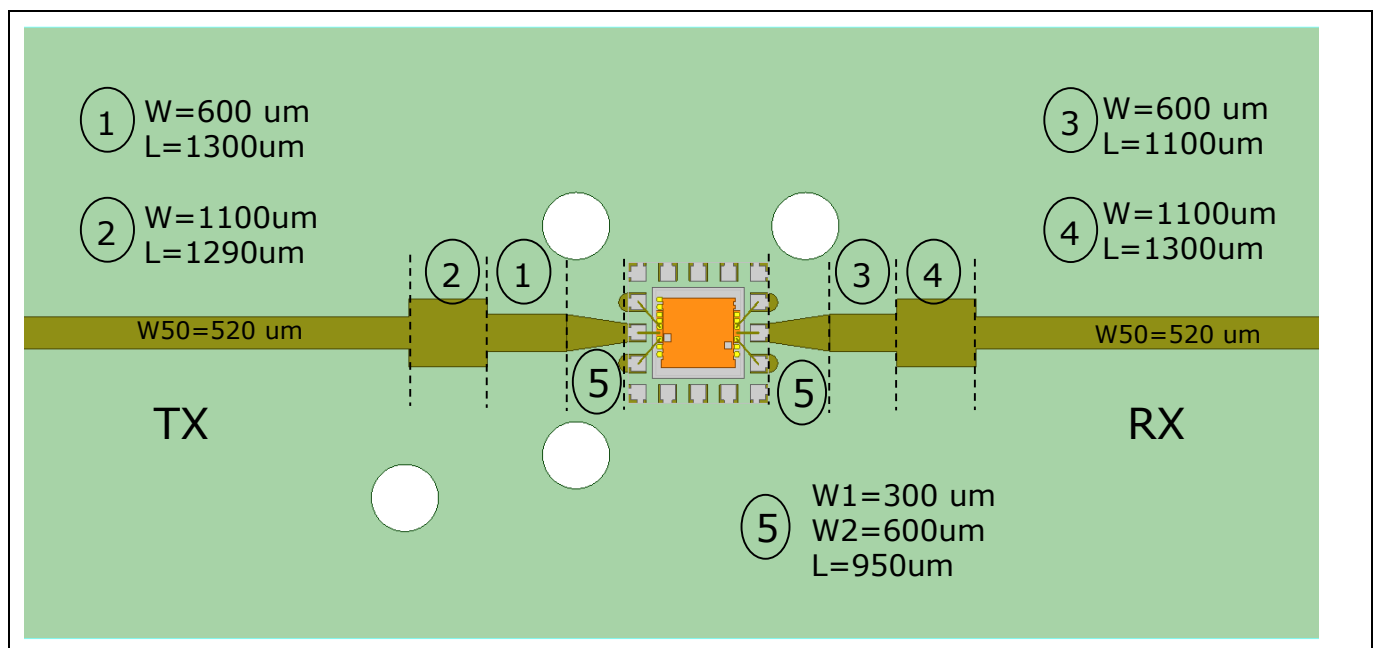 1
W=600 um
L=1300um
2
W=1100um
L=1290um
3
W=600 um
L=1100um
4
W=1100um
L=1300um
2
1
3
4
W50=520 um
W50=520 um
5
5
TX
RX
5
W1=300 um
W2=600um
L=950um